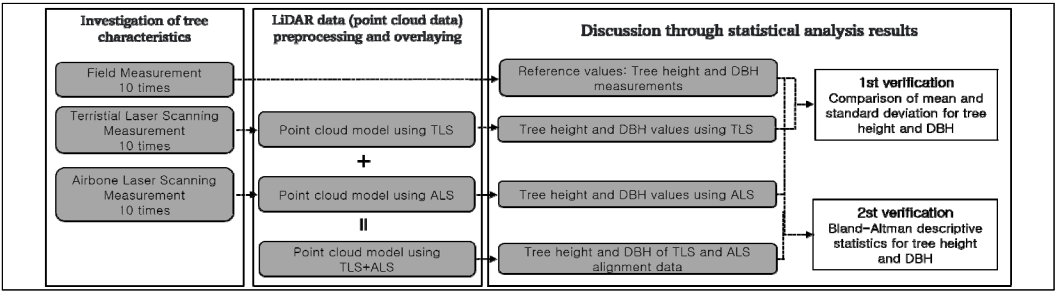 Investigation of tree
characteristics
Field Measurement
10 times
Terristial Laser Scanning
Measurement
10 times
Airbone Laser Scanning
Measurement
10 times
LiDAR data (point cloud data)
preprocessing and overlaying
Point cloud model using TLS
+
Point cloud model using ALS
=
Point cloud model using
TLS+ALS
Discussion through statistical analysis results
Reference values: Tree height and DBH
measurements
Tree height and DBH values using TLS
Tree height and DBH values using ALS
Tree height and DBH of TLS and ALS
alignment data
1st verification
Comparison of mean and
standard deviation for tree
height and DBH
2st verification
Bland-Altman descriptive
statistics for tree height
and DBH